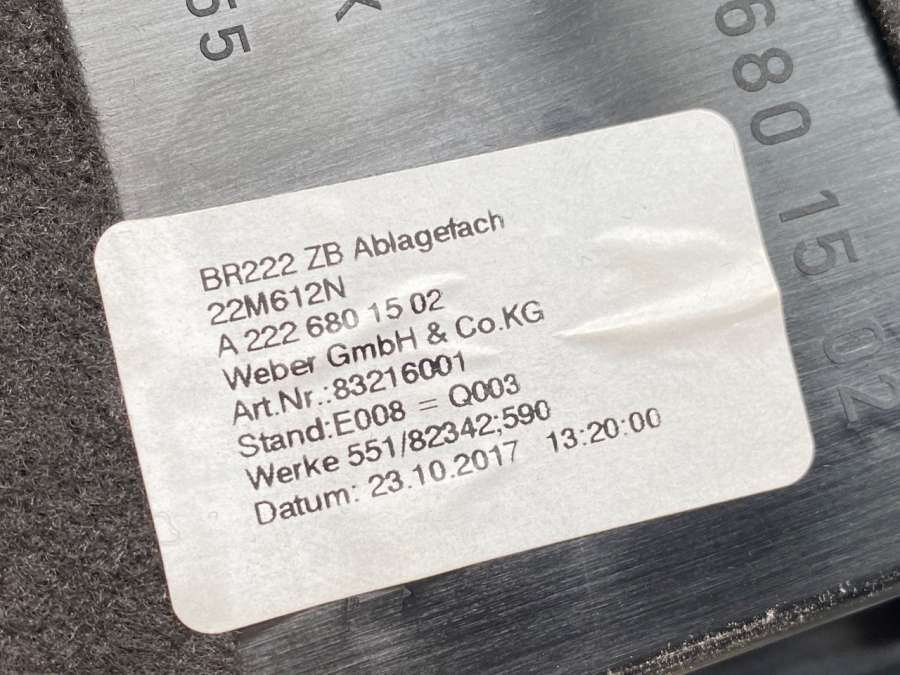 55
K
680 15 02
BR222 ZB Ablagefach
22M612N
A 222 680 15 02
Weber GmbH & Co.KG
Art.Nr.:83216001
Stand:E008 = Q003
Werke 551/82342;590
Datum: 23.10.2017 13:20:00